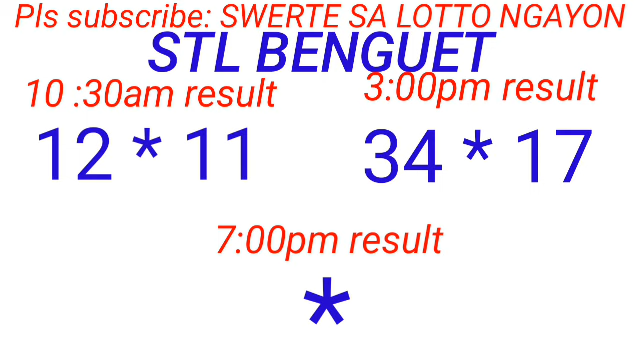 Pls subscribe: SWERTE SA LOTTO NGAYON
STL BENGUET
10 :30am result
3:00pm result
12 * 11
34 * 17
7:00pm result
*